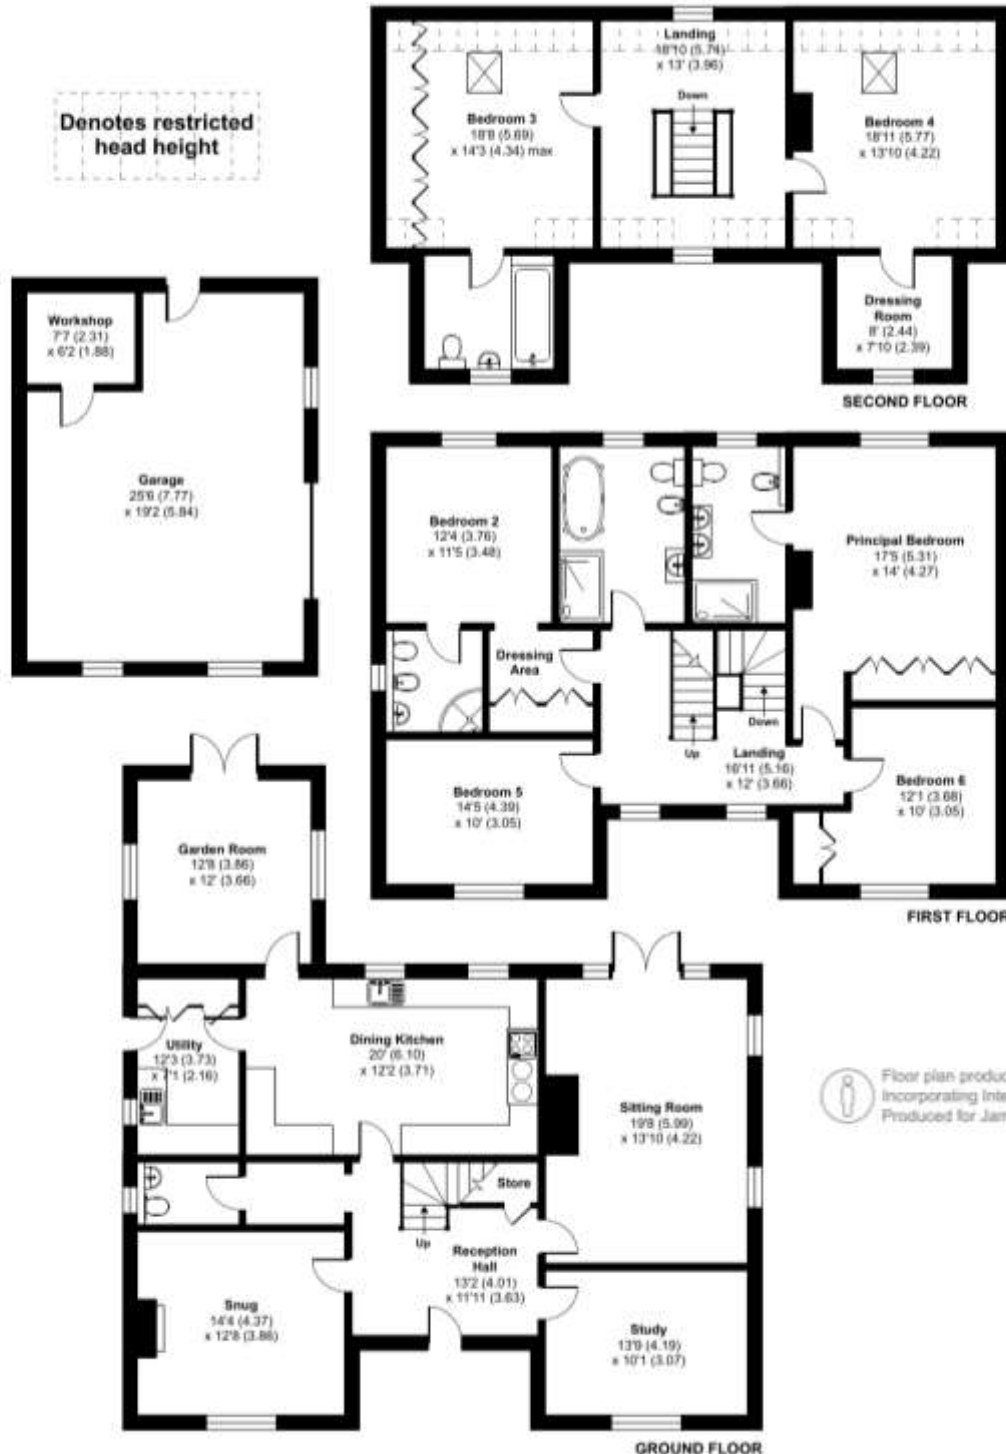 Denotes restricted
head height
Landing
18'10 (5.74)
x 13' (3.96)
Down
Bedroom 3
18'8 (5.69)
x 14'3 (4.34) max
Bedroom 4
18'11 (5.77)
x 13'10 (4.22)
Dressing
Room
8' (2.44)
x 7'10 (2.39)
SECOND FLOOR
Workshop
7'7 (2.31)
x 6'2 (1.88)
Garage
25'6 (7.77)
x 19'2 (5.84)
Bedroom 2
12'4 (3.76)
x 11'5 (3.48)
Principal Bedroom
17'5 (5.31)
x 14' (4.27)
Dressing
Area
Up
Down
Landing
16'11 (5.16)
x 12' (3.66)
Bedroom 5
14'5 (4.39)
x 10' (3.05)
Bedroom 6
12'1 (3.68)
x 10' (3.05)
FIRST FLOOR
Garden Room
12'8 (3.86)
x 12' (3.66)
Utility
12'3 (3.73)
x 7'1 (2.16)
Dining Kitchen
20' (6.10)
x 12'2 (3.71)
Sitting Room
19'8 (5.99)
x 13'10 (4.22)
Store
Up
Reception
Hall
13'2 (4.01)
x 11'11 (3.63)
Snug
14'4 (4.37)
x 12'8 (3.86)
Study
13'9 (4.19)
x 10'1 (3.07)
GROUND FLOOR
Floor plan produ
Incorporating Inte
Produced for Jam